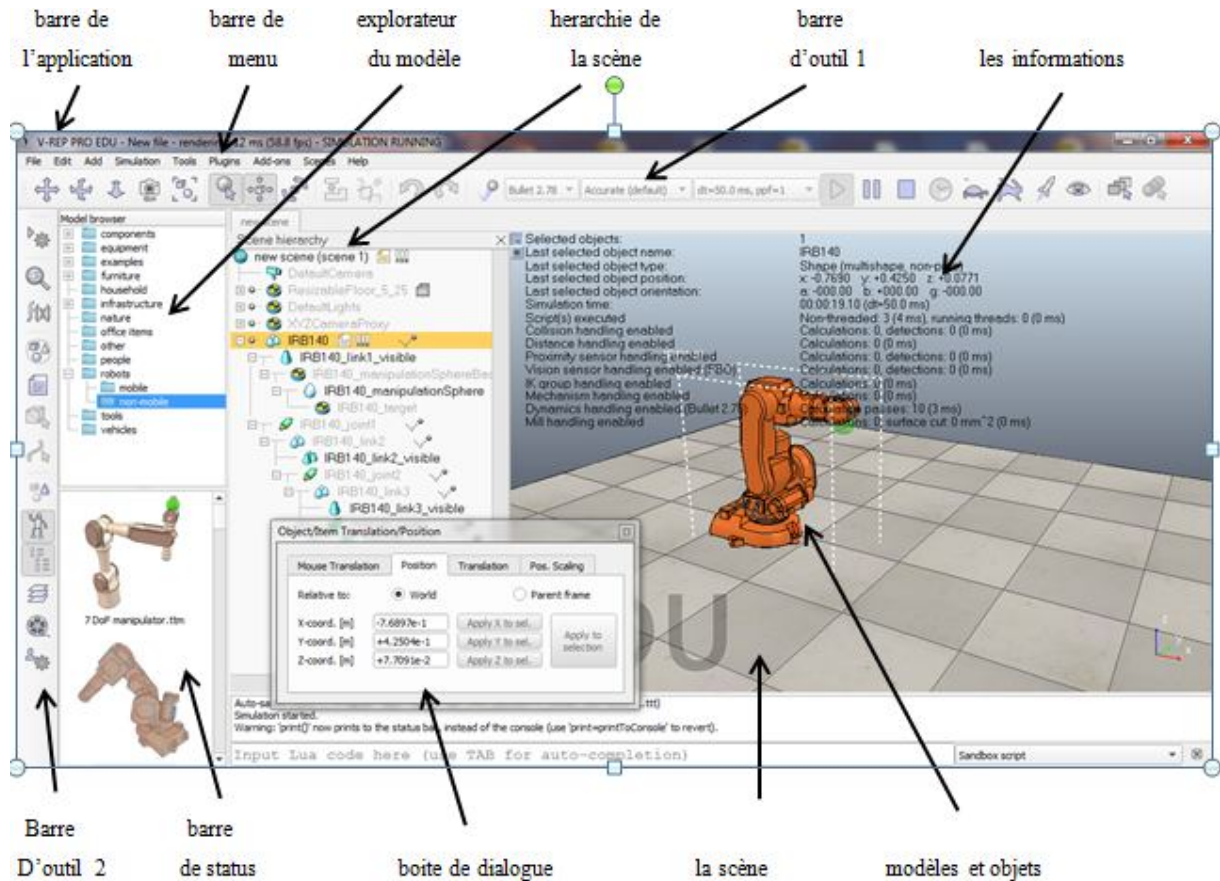 barre de
l'application
barre de
menu
explorateur
du modèle
herarchie de
la scène
barre
d'outil 1
les informations
V-REP PRO EDU - New file - rendering: 12 ms (58.8 fps) - SIMULATION RUNNING
File Edit Add Simulation Tools Plugins Add-ons Scenes Help
Bullet 2.78 Accurate (default) dt=50.0 ms, ppf=1
f(x)
Model browser
components
equipment
examples
furniture
household
infrastructure
nature
office items
other
people
robots
mobile
non-mobile
tools
vehicles
7 DoF manipulator.ttm
new scene
Scene hierarchy
new scene (scene 1)
DefaultCamera
ResizableFloor_5_25
DefaultLights
XYZCameraProxy
IRB140
IRB140_link1_visible
IRB140_manipulationSphereBas
IRB140_manipulationSphere
IRB140_target
IRB140_joint1
IRB140_link2
IRB140_link2_visible
IRB140_joint2
IRB140_link3
IRB140_link3_visible
Selected objects: 1
Last selected object name: IRB140
Last selected object type: Shape (multishape, non-p
Last selected object position: x: -0.7690 y: +0.4250 z: +0.0771
Last selected object orientation: a: -000.00 b: +000.00 g: -000.00
Simulation time: 00:00:19.10 (dt=50.0 ms)
Script(s) executed Non-threaded: 3 (4 ms), running threads: 0 (0 ms)
Collision handling enabled Calculations: 0, detections: 0 (0 ms)
Distance handling enabled Calculations: 0 (0 ms)
Proximity sensor handling enabled Calculations: 0, detections: 0 (0 ms)
Vision sensor handling enabled (FBO) Calculations: 0, detections: 0 (0 ms)
IK group handling enabled Calculations: 0 (0 ms)
Mechanism handling enabled Calculations: 0 (0 ms)
Dynamics handling enabled (Bullet 2.78) Calculation passes: 10 (3 ms)
Mill handling enabled Calculations: 0, surface cut: 0 mm^2 (0 ms)
DU
Object/Item Translation/Position
Mouse Translation Position Translation Pos. Scaling
Relative to: World Parent frame
X-coord. [m] -7.6897e-1 Apply X to sel.
Y-coord. [m] +4.2504e-1 Apply Y to sel.
Z-coord. [m] +7.7091e-2 Apply Z to sel.
Apply to
selection
Auto-sa .ttt)
Simulation started.
Warning: 'print()' now prints to the status bar, instead of the console (use 'print=printToConsole' to revert).
Input Lua code here (use TAB for auto-completion) Sandbox script
Barre
D'outil 2
barre
de status
boite de dialogue
la scène
modèles et objets